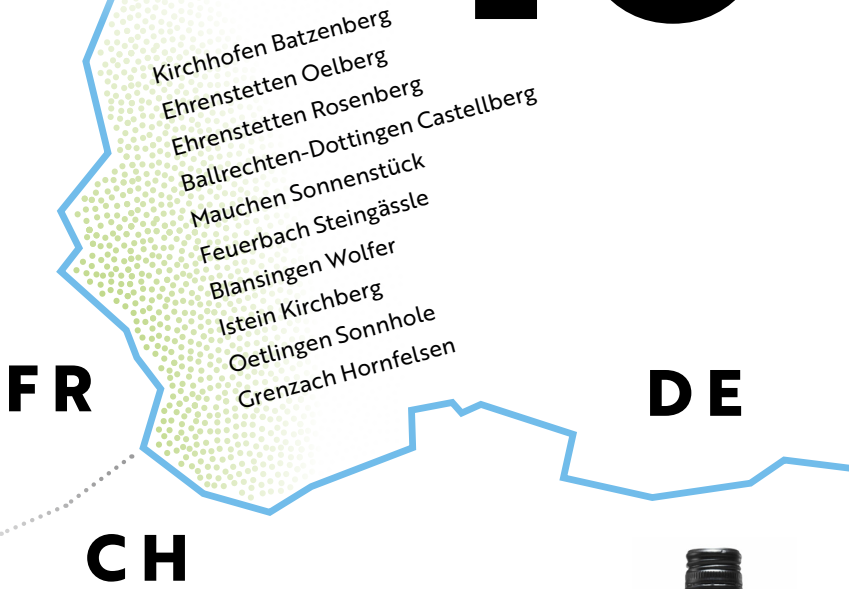 Kirchhofen Batzenberg
Ehrenstetten Oelberg
Ehrenstetten Rosenberg
Ballrechten-Dottingen Castellberg
Mauchen Sonnenstück
Feuerbach Steingässle
Blansingen Wolfer
Istein Kirchberg
Oetlingen Sonnhole
Grenzach Hornfelsen
FR
DE
CH